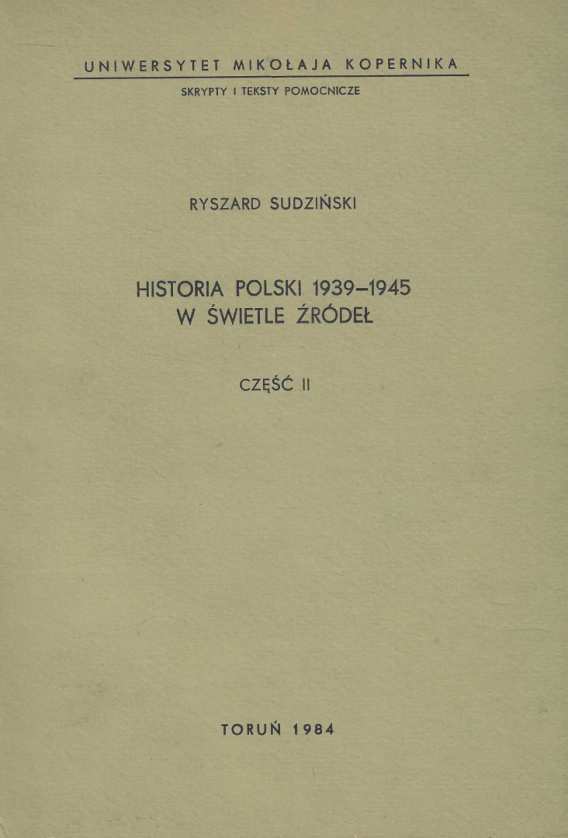 UNIWERSYTET MIKOŁAJA KOPERNIKA
SKRYPTY I TEKSTY POMOCNICZE
RYSZARD SUDZIŃSKI
HISTORIA POLSKI 1939–1945
W ŚWIETLE ŹRÓDEŁ
CZĘŚĆ II
TORUŃ 1984